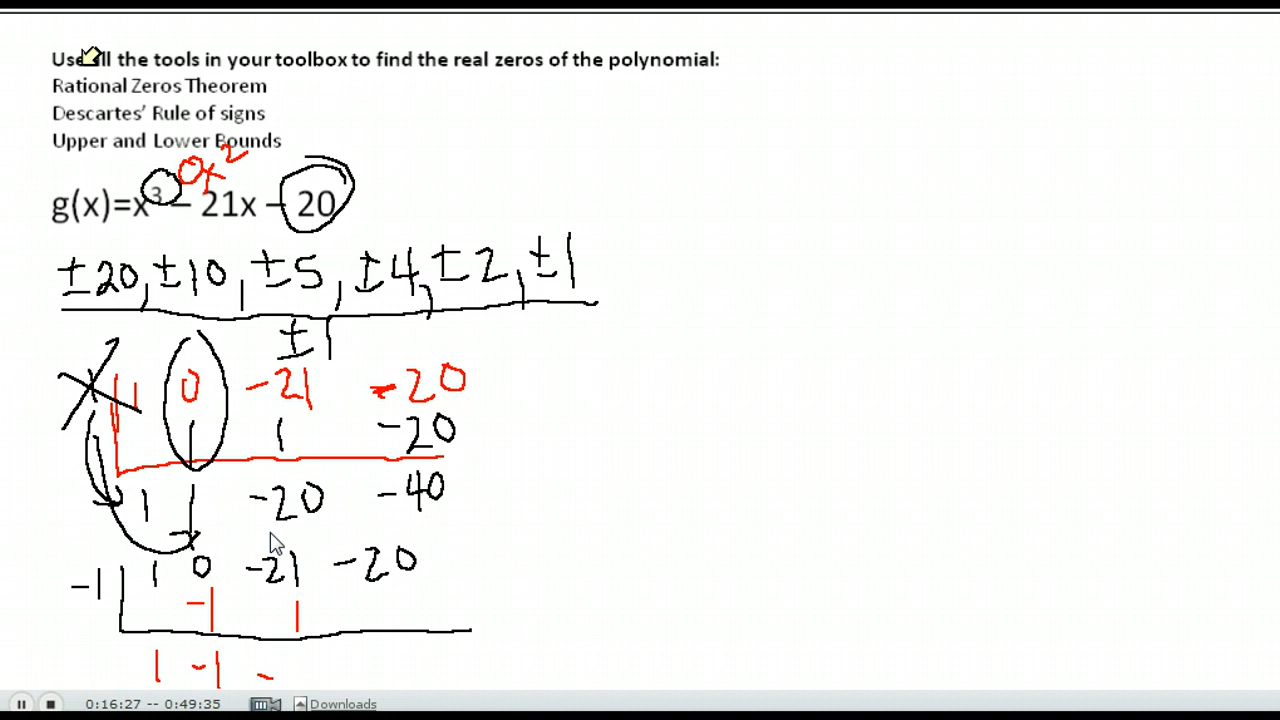 Use all the tools in your toolbox to find the real zeros of the polynomial:
Rational Zeros Theorem
Descartes' Rule of signs
Upper and Lower Bounds
0x²
g(x)=x³ – 21x – 20
±20, ±10, ±5, ±4, ±2, ±1
±1
1 1 0 -21 -20
1 1 -20
1 1 -20 -40
-1 1 0 -21 -20
-1 1
1 -1 -
0:16:27 -- 0:49:35 Downloads